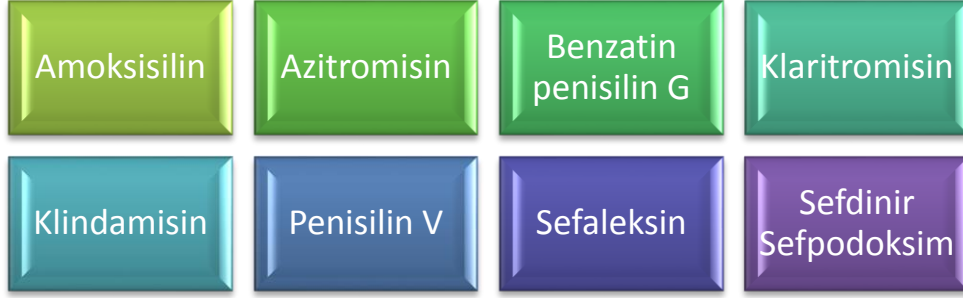 Amoksisilin
Azitromisin
Benzatin
penisilin G
Klaritromisin
Klindamisin
Penisilin V
Sefaleksin
Sefdinir
Sefpodoksim